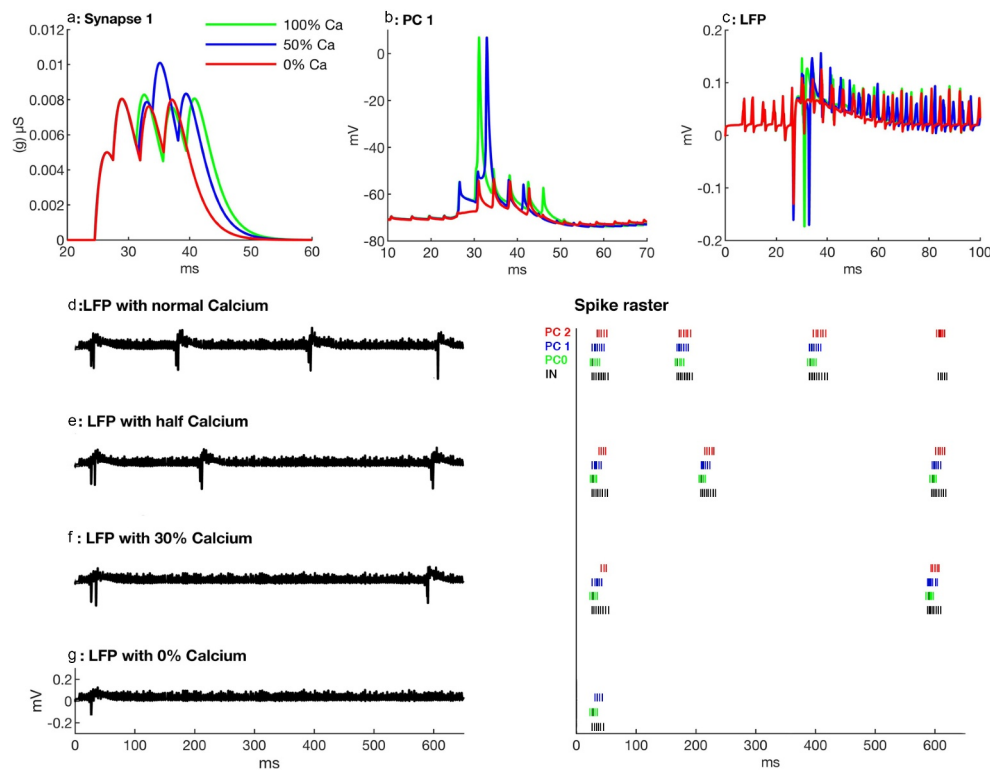 a: Synapse 1
100% Ca
50% Ca
0% Ca
(g) µS
0.012
0.01
0.008
0.006
0.004
0.002
0
20 30 40 50 60
ms
b: PC 1
mV
0
-20
-40
-60
-80
10 20 30 40 50 60 70
ms
c: LFP
mV
0.2
0.1
0
-0.1
-0.2
0 20 40 60 80 100
ms
d:LFP with normal Calcium
e: LFP with half Calcium
f: LFP with 30% Calcium
g: LFP with 0% Calcium
mV
0.2
0
-0.2
0 100 200 300 400 500 600
ms
Spike raster
PC 2
PC 1
PC0
IN
0 100 200 300 400 500 600
ms